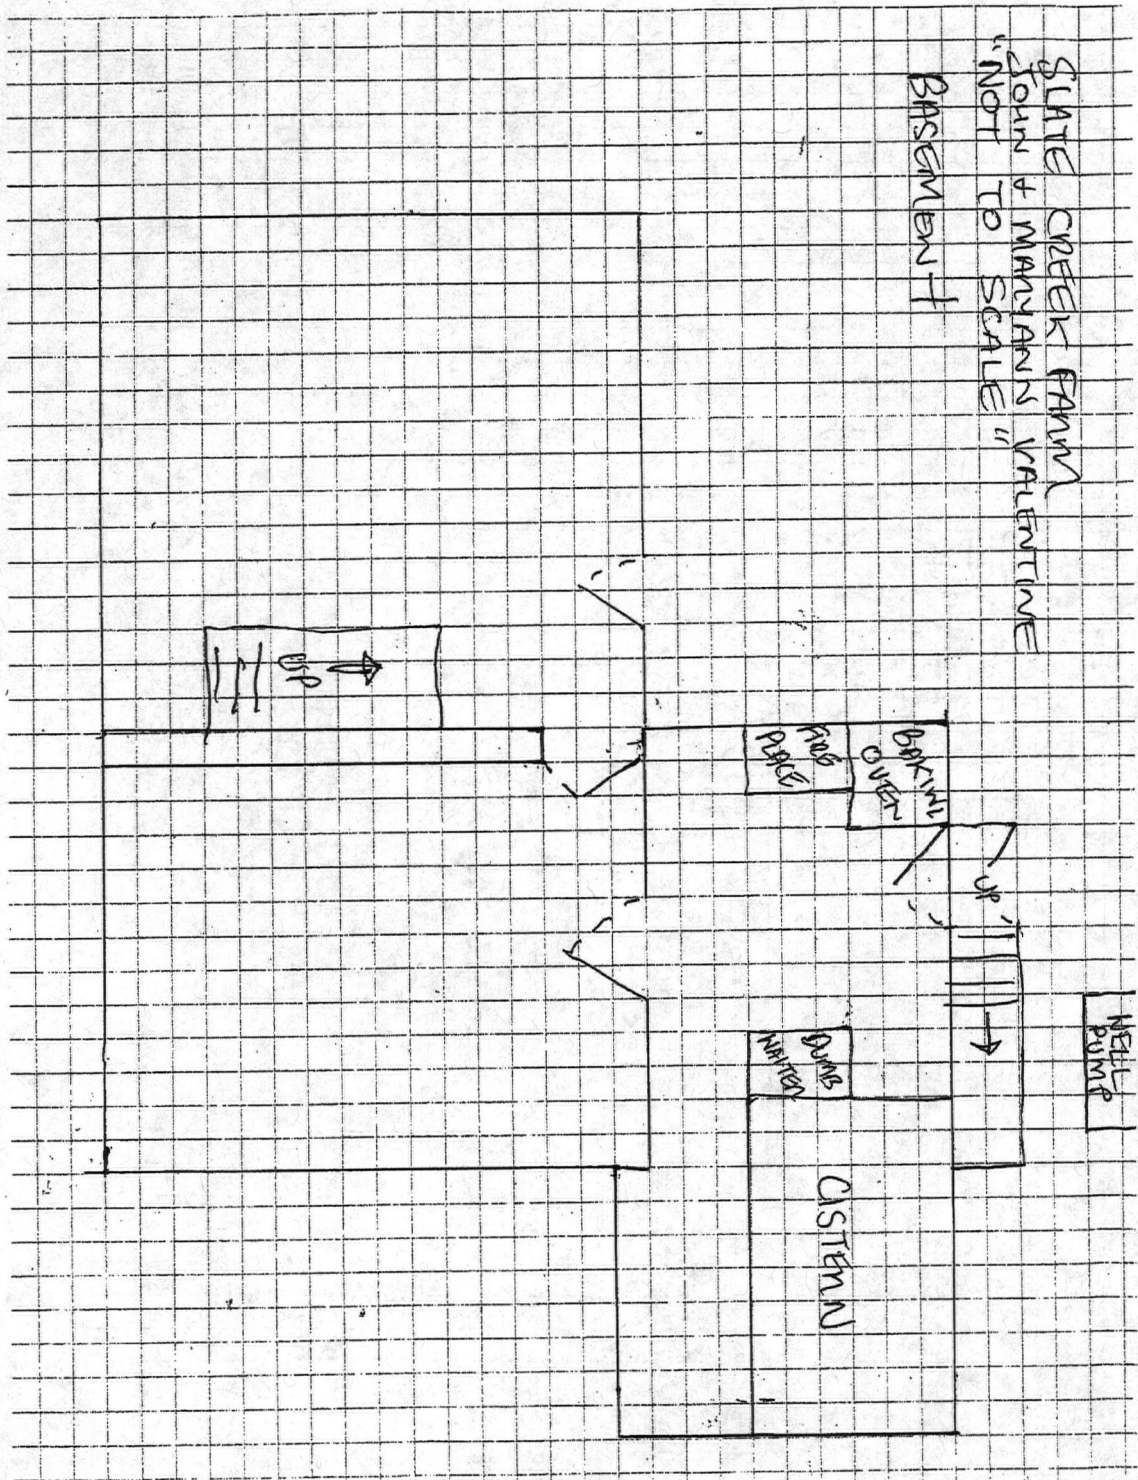 SLATE CREEK FARM
JOHN & MARYANN VALENTINE
"NOT TO SCALE"
BASEMENT
WELL
PUMP
UP
BAKING
OVEN
FIRE
PLACE
DUMB
WAITER
CISTERN
UP